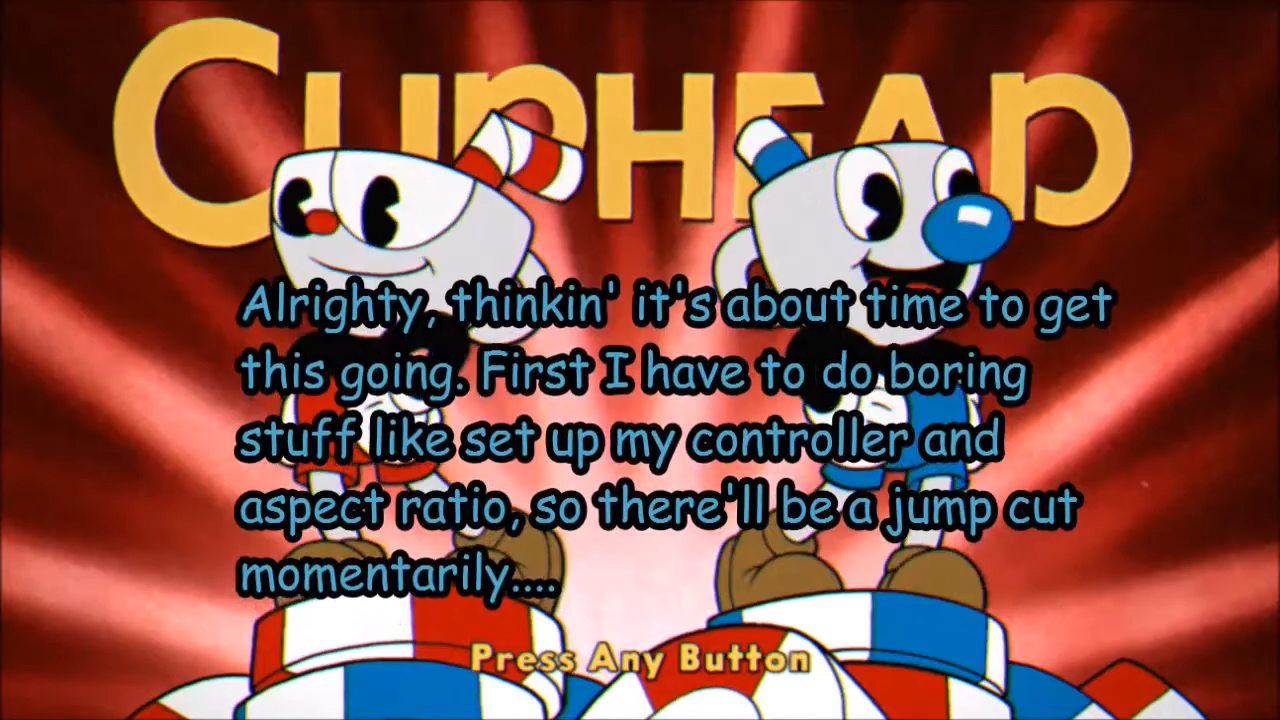 CUPHEAD
Alrighty, thinkin' it's about time to get
this going. First I have to do boring
stuff like set up my controller and
aspect ratio, so there'll be a jump cut
momentarily....
Press Any Button